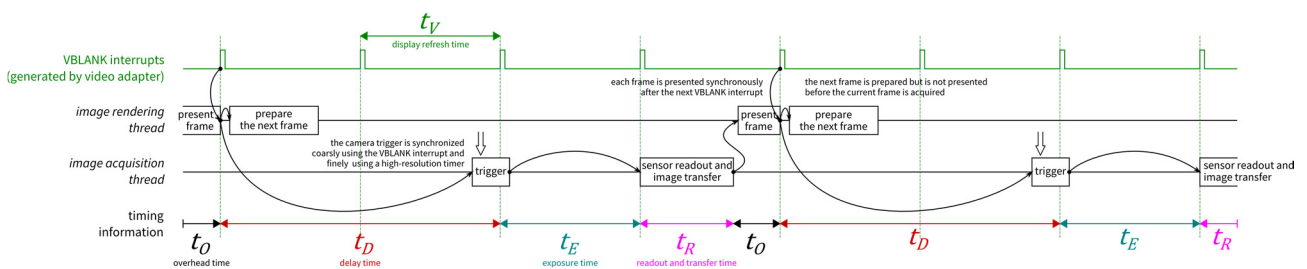 t_V
display refresh time
VBLANK interrupts
(generated by video adapter)
each frame is presented synchronously
after the next VBLANK interrupt
the next frame is prepared but is not presented
before the current frame is acquired
image rendering
thread
present
frame
prepare
the next frame
present
frame
prepare
the next frame
the camera trigger is synchronized
coarsly using the VBLANK interrupt and
finely using a high-resolution timer
image acquisition
thread
trigger
sensor readout and
image transfer
trigger
sensor readout and
image transfer
timing
information
t_O
overhead time
t_D
delay time
t_E
exposure time
t_R
readout and transfer time
t_O
t_D
t_E
t_R